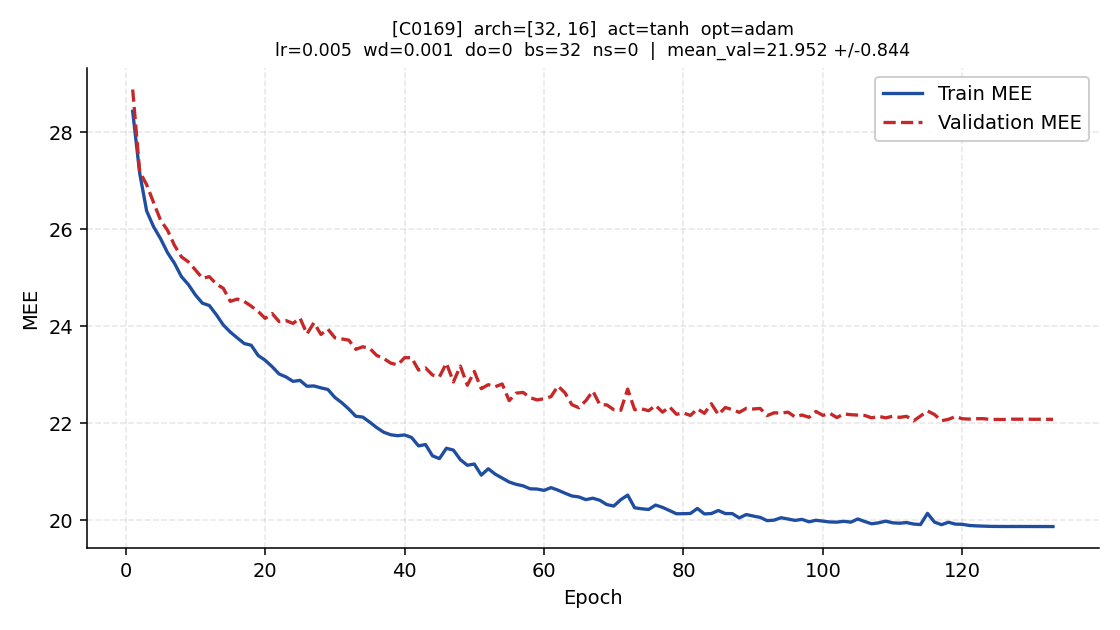 [C0169]  arch=[32, 16]  act=tanh  opt=adam
lr=0.005  wd=0.001  do=0  bs=32  ns=0  |  mean_val=21.952 +/-0.844
Train MEE
Validation MEE
28
26
24
22
20
MEE
0 20 40 60 80 100 120
Epoch